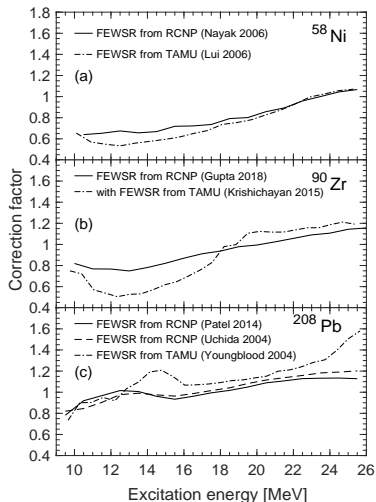 58Ni
FEWSR from RCNP (Nayak 2006)
FEWSR from TAMU (Lui 2006)
(a)
1.8
1.6
1.4
1.2
1
0.8
0.6
0.4
90Zr
FEWSR from RCNP (Gupta 2018)
with FEWSR from TAMU (Krishichayan 2015)
(b)
1.6
1.4
1.2
1
0.8
0.6
0.4
208Pb
FEWSR from RCNP (Patel 2014)
FEWSR from RCNP (Uchida 2004)
FEWSR from TAMU (Youngblood 2004)
(c)
1.6
1.4
1.2
1
0.8
0.6
0.4
Correction factor
10 12 14 16 18 20 22 24 26
Excitation energy [MeV]